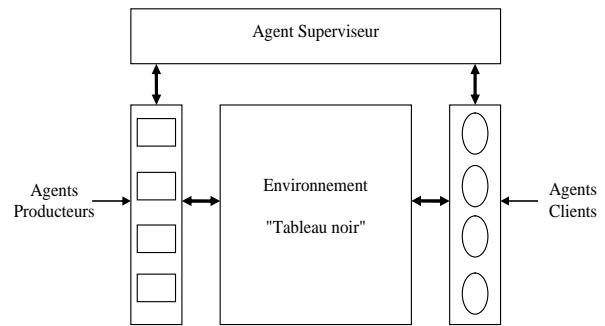 Agent Superviseur
Agents
Producteurs
Environnement
"Tableau noir"
Agents
Clients